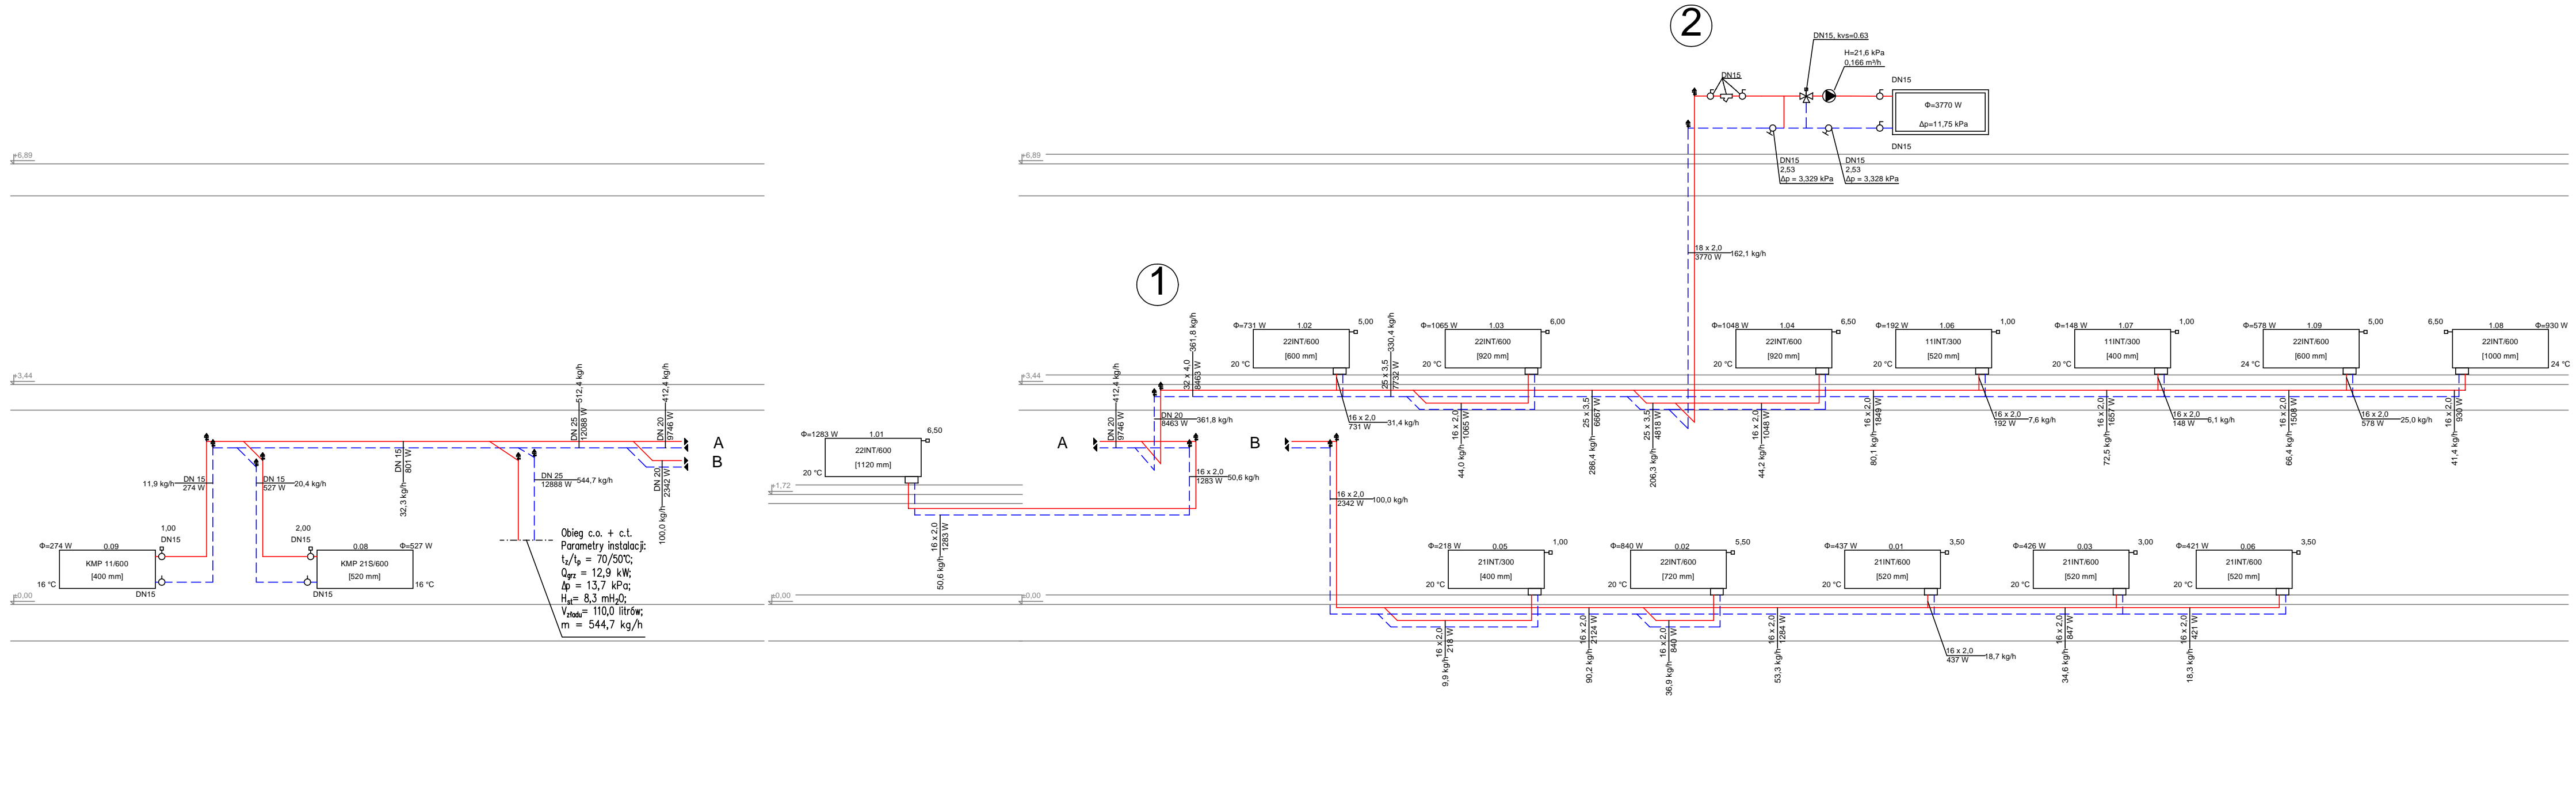 2
DN15, kvs=0.63
H=21,6 kPa
0,166 m³/h
DN15
DN15
Φ=3770 W
Δp=11,75 kPa
DN15
DN15
2,53
Δp = 3,329 kPa
DN15
2,53
Δp = 3,328 kPa
+6,89
+6,89
18 x 2,0
3770 W
162,1 kg/h
1
361,8 kg/h
32 x 4,0
8463 W
Φ=731 W
1.02
5,00
22INT/600
[600 mm]
20 °C
330,4 kg/h
25 x 3,5
7732 W
Φ=1065 W
1.03
6,00
22INT/600
[920 mm]
20 °C
Φ=1048 W
1.04
6,50
22INT/600
[920 mm]
20 °C
Φ=192 W
1.06
1,00
11INT/300
[520 mm]
20 °C
Φ=148 W
1.07
1,00
11INT/300
[400 mm]
20 °C
Φ=578 W
1.09
5,00
22INT/600
[600 mm]
24 °C
6,50
1.08
Φ=930 W
22INT/600
[1000 mm]
24 °C
+3,44
+3,44
512,4 kg/h
DN 25
12088 W
412,4 kg/h
DN 20
9746 W
A
B
DN 20
2342 W
100,0 kg/h
DN 15
801 W
32,3 kg/h
11,9 kg/h
DN 15
274 W
DN 15
527 W
20,4 kg/h
DN 25
12888 W
544,7 kg/h
Φ=1283 W
1.01
6,50
22INT/600
[1120 mm]
20 °C
+1,72
16 x 2,0
1283 W
50,6 kg/h
A
412,4 kg/h
DN 20
9746 W
DN 20
8463 W
361,8 kg/h
16 x 2,0
1283 W
50,6 kg/h
B
16 x 2,0
2342 W
100,0 kg/h
16 x 2,0
731 W
31,4 kg/h
16 x 2,0
1065 W
44,0 kg/h
25 x 3,5
6667 W
286,4 kg/h
25 x 3,5
4818 W
206,3 kg/h
16 x 2,0
1048 W
44,2 kg/h
16 x 2,0
1849 W
80,1 kg/h
16 x 2,0
192 W
7,6 kg/h
16 x 2,0
1657 W
72,5 kg/h
16 x 2,0
148 W
6,1 kg/h
16 x 2,0
1508 W
66,4 kg/h
16 x 2,0
578 W
25,0 kg/h
16 x 2,0
930 W
41,4 kg/h
Φ=274 W
0.09
1,00
DN15
KMP 11/600
[400 mm]
16 °C
DN15
2,00
DN15
0.08
Φ=527 W
KMP 21S/600
[520 mm]
16 °C
DN15
Obieg c.o. + c.t.
Parametry instalacji:
tz/tp = 70/50°C;
Qgrz = 12,9 kW;
Δp = 13,7 kPa;
Hst= 8,3 mH₂O;
Vzładu= 110,0 litrów;
m = 544,7 kg/h
±0,00
±0,00
±0,00
Φ=218 W
0.05
1,00
21INT/300
[400 mm]
20 °C
Φ=840 W
0.02
5,50
22INT/600
[720 mm]
20 °C
Φ=437 W
0.01
3,50
21INT/600
[520 mm]
20 °C
Φ=426 W
0.03
3,00
21INT/600
[520 mm]
20 °C
Φ=421 W
0.06
3,50
21INT/600
[520 mm]
20 °C
16 x 2,0
218 W
9,9 kg/h
16 x 2,0
2124 W
90,2 kg/h
16 x 2,0
840 W
36,9 kg/h
16 x 2,0
1284 W
53,3 kg/h
16 x 2,0
437 W
18,7 kg/h
16 x 2,0
847 W
34,6 kg/h
16 x 2,0
421 W
18,3 kg/h